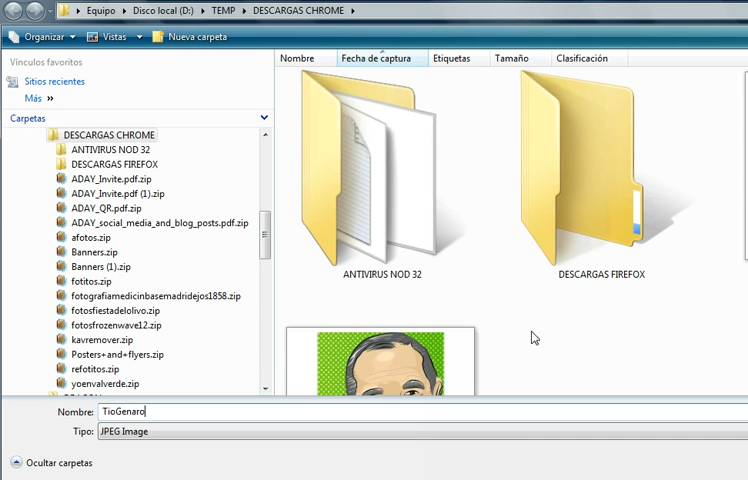 Equipo ▸ Disco local (D:) ▸ TEMP ▸ DESCARGAS CHROME ▸
Organizar Vistas Nueva carpeta
Vínculos favoritos
Sitios recientes
Más »
Carpetas
DESCARGAS CHROME
ANTIVIRUS NOD 32
DESCARGAS FIREFOX
ADAY_Invite.pdf.zip
ADAY_Invite.pdf (1).zip
ADAY_QR.pdf.zip
ADAY_social_media_and_blog_posts.pdf.zip
afotos.zip
Banners.zip
Banners (1).zip
fotitos.zip
fotografiamedicinbasemadridejos1858.zip
fotosfiestadelolivo.zip
fotosfrozenwave12.zip
kavremover.zip
Posters+and+flyers.zip
refotitos.zip
yoenvalverde.zip
Nombre Fecha de captura Etiquetas Tamaño Clasificación
ANTIVIRUS NOD 32 DESCARGAS FIREFOX
Nombre: TioGenaro
Tipo: JPEG Image
Ocultar carpetas